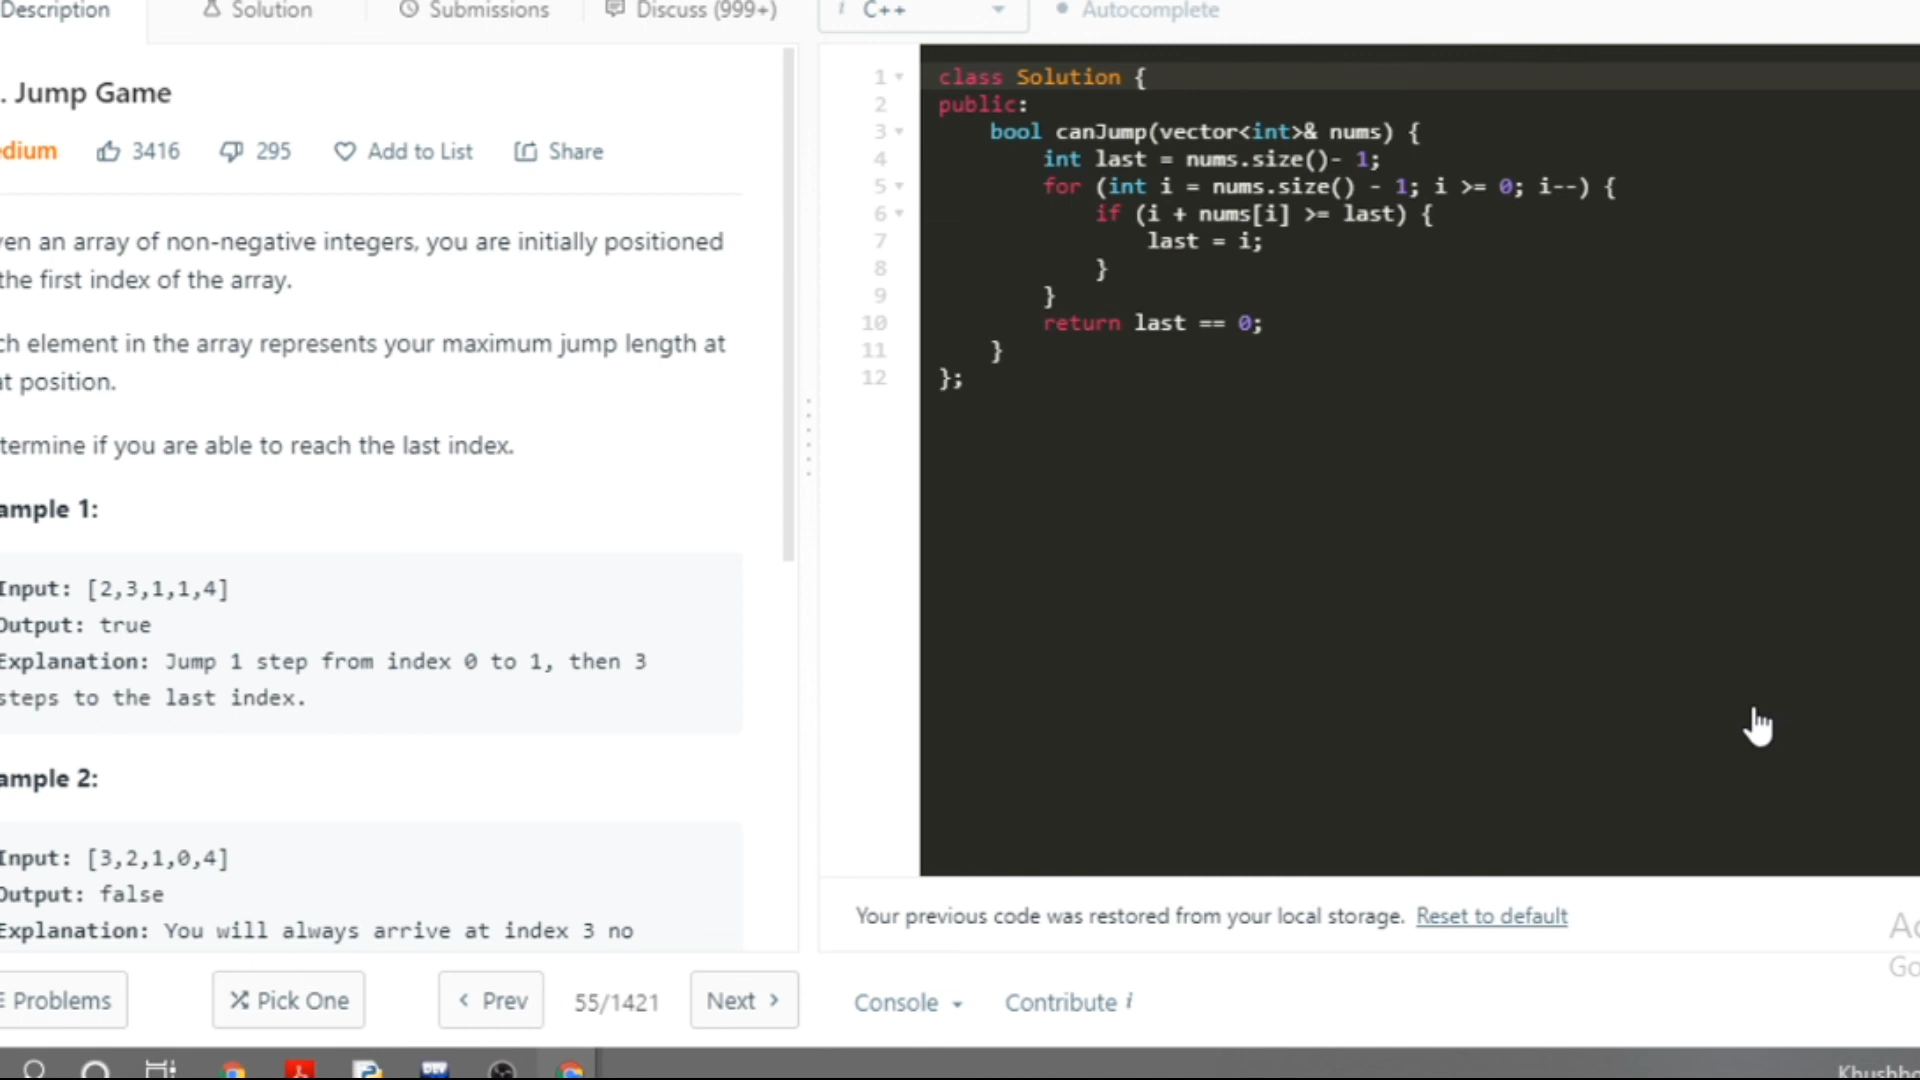 Description Solution Submissions Discuss (999+)
. Jump Game
edium 3416 295 Add to List Share
ven an array of non-negative integers, you are initially positioned
the first index of the array.
ch element in the array represents your maximum jump length at
at position.
termine if you are able to reach the last index.
ample 1:
Input: [2,3,1,1,4]
Output: true
Explanation: Jump 1 step from index 0 to 1, then 3
steps to the last index.
ample 2:
Input: [3,2,1,0,4]
Output: false
Explanation: You will always arrive at index 3 no
Problems Pick One < Prev 55/1421 Next >
i C++ Autocomplete
1 class Solution {
2 public:
3 bool canJump(vector<int>& nums) {
4 int last = nums.size()- 1;
5 for (int i = nums.size() - 1; i >= 0; i--) {
6 if (i + nums[i] >= last) {
7 last = i;
8 }
9 }
10 return last == 0;
11 }
12 };
Your previous code was restored from your local storage. Reset to default
Ac
Go
Console Contribute i
DEV
Khushbo